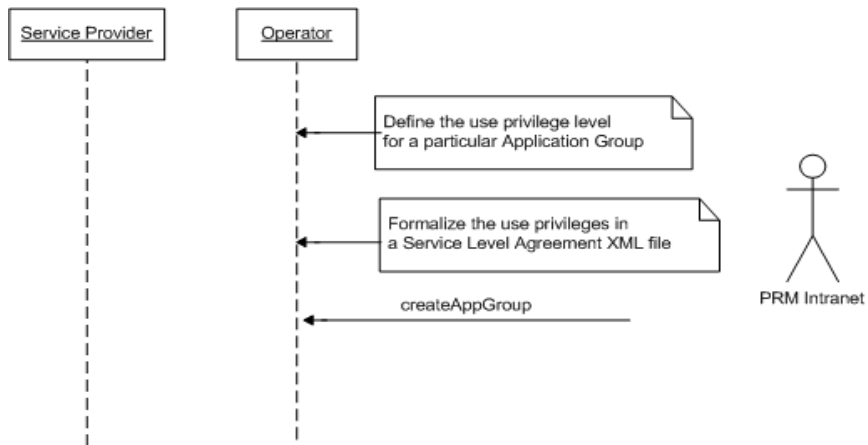 Service Provider
Operator
Define the use privilege level
for a particular Application Group
Formalize the use privileges in
a Service Level Agreement XML file
PRM Intranet
createAppGroup